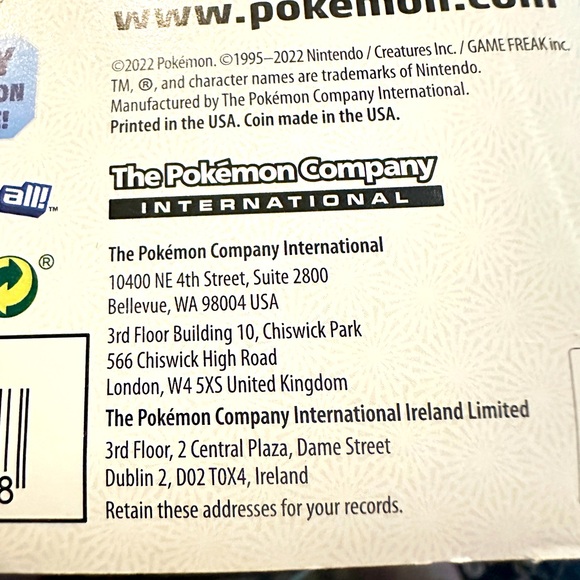 www.pokemon.com
©2022 Pokémon. ©1995–2022 Nintendo / Creatures Inc. / GAME FREAK inc.
TM, ®, and character names are trademarks of Nintendo.
Manufactured by The Pokémon Company International.
Printed in the USA. Coin made in the USA.
ON
all!™
The Pokémon Company
INTERNATIONAL
®
The Pokémon Company International
10400 NE 4th Street, Suite 2800
Bellevue, WA 98004 USA
3rd Floor Building 10, Chiswick Park
566 Chiswick High Road
London, W4 5XS United Kingdom
The Pokémon Company International Ireland Limited
3rd Floor, 2 Central Plaza, Dame Street
Dublin 2, D02 T0X4, Ireland
Retain these addresses for your records.
8